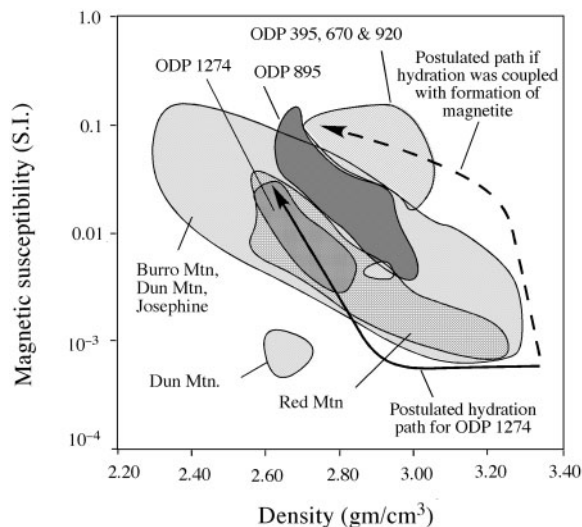 1.0
0.1
0.01
10⁻³
10⁻⁴
Magnetic susceptibility (S.I.)
ODP 395, 670 & 920
ODP 1274
ODP 895
Postulated path if
hydration was coupled
with formation of
magnetite
Burro Mtn,
Dun Mtn,
Josephine
Dun Mtn.
Red Mtn
Postulated hydration
path for ODP 1274
2.20 2.40 2.60 2.80 3.00 3.20 3.40
Density (gm/cm³)